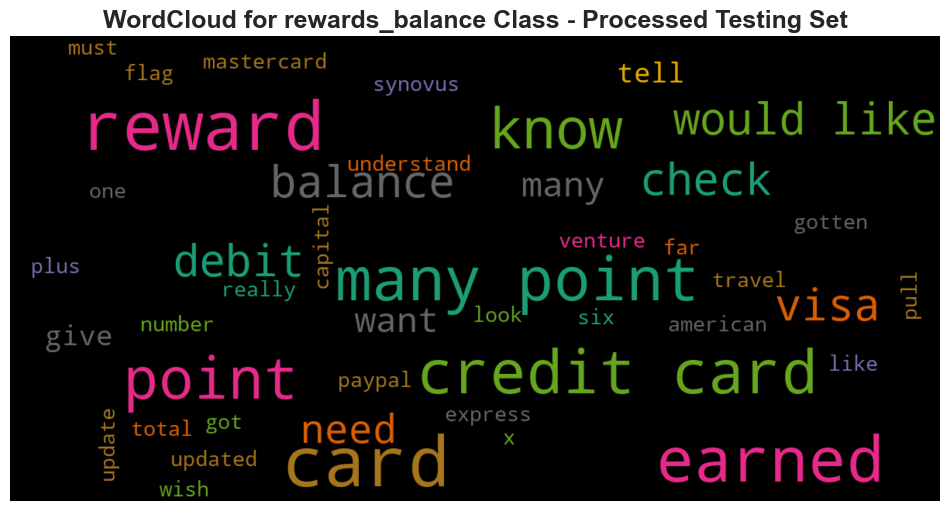 WordCloud for rewards_balance Class - Processed Testing Set
must
mastercard
flag
tell
synovus
reward
know
would like
understand
balance
many
check
one
capital
gotten
venture
far
plus
debit
really
many point
travel
visa
pull
number
want
look
six
american
give
point
paypal
credit card
like
express
update
total
got
need
x
updated
card
earned
wish